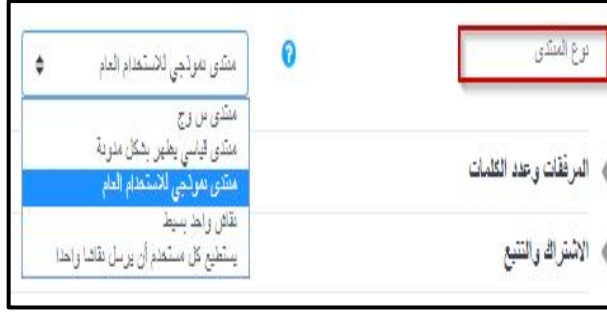 نوع المنتدى
منتدى نموذجي للاستخدام العام
منتدى س وج
منتدى قياسي يظهر بشكل مدونة
منتدى نموذجي للاستخدام العام
نقاش واحد بسيط
يستطيع كل مستخدم أن يرسل نقاشا واحدا
المرفقات وعدد الكلمات
الاشتراك والتتبع